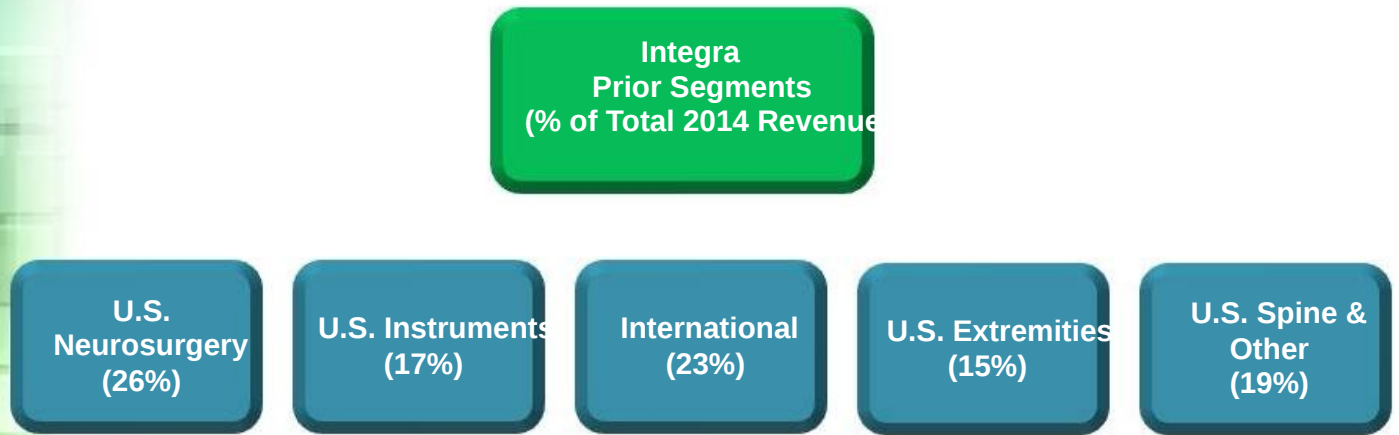 Integra
Prior Segments
(% of Total 2014 Revenue
U.S.
Neurosurgery
(26%)
U.S. Instruments
(17%)
International
(23%)
U.S. Extremities
(15%)
U.S. Spine &
Other
(19%)